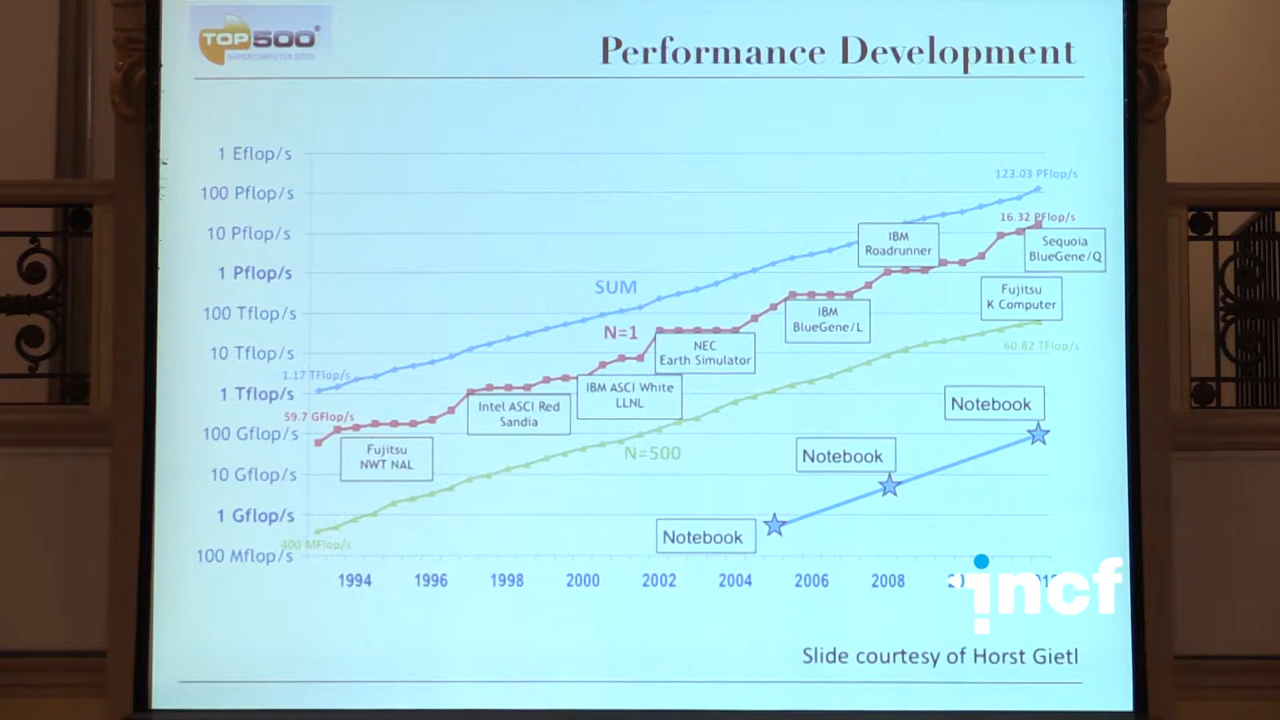 TOP500
SUPERCOMPUTER SITES
Performance Development
1 Eflop/s
123.03 PFlop/s
100 Pflop/s
16.32 PFlop/s
10 Pflop/s
IBM
Roadrunner
Sequoia
BlueGene/Q
1 Pflop/s
SUM
Fujitsu
K Computer
100 Tflop/s
IBM
BlueGene/L
N=1
NEC
Earth Simulator
10 Tflop/s
60.82 TFlop/s
1.17 TFlop/s
IBM ASCI White
LLNL
1 Tflop/s
Notebook
59.7 GFlop/s
Intel ASCI Red
Sandia
100 Gflop/s
Fujitsu
NWT NAL
N=500
Notebook
10 Gflop/s
1 Gflop/s
Notebook
400 MFlop/s
100 Mflop/s
1994 1996 1998 2000 2002 2004 2006 2008
incf
Slide courtesy of Horst Gietl